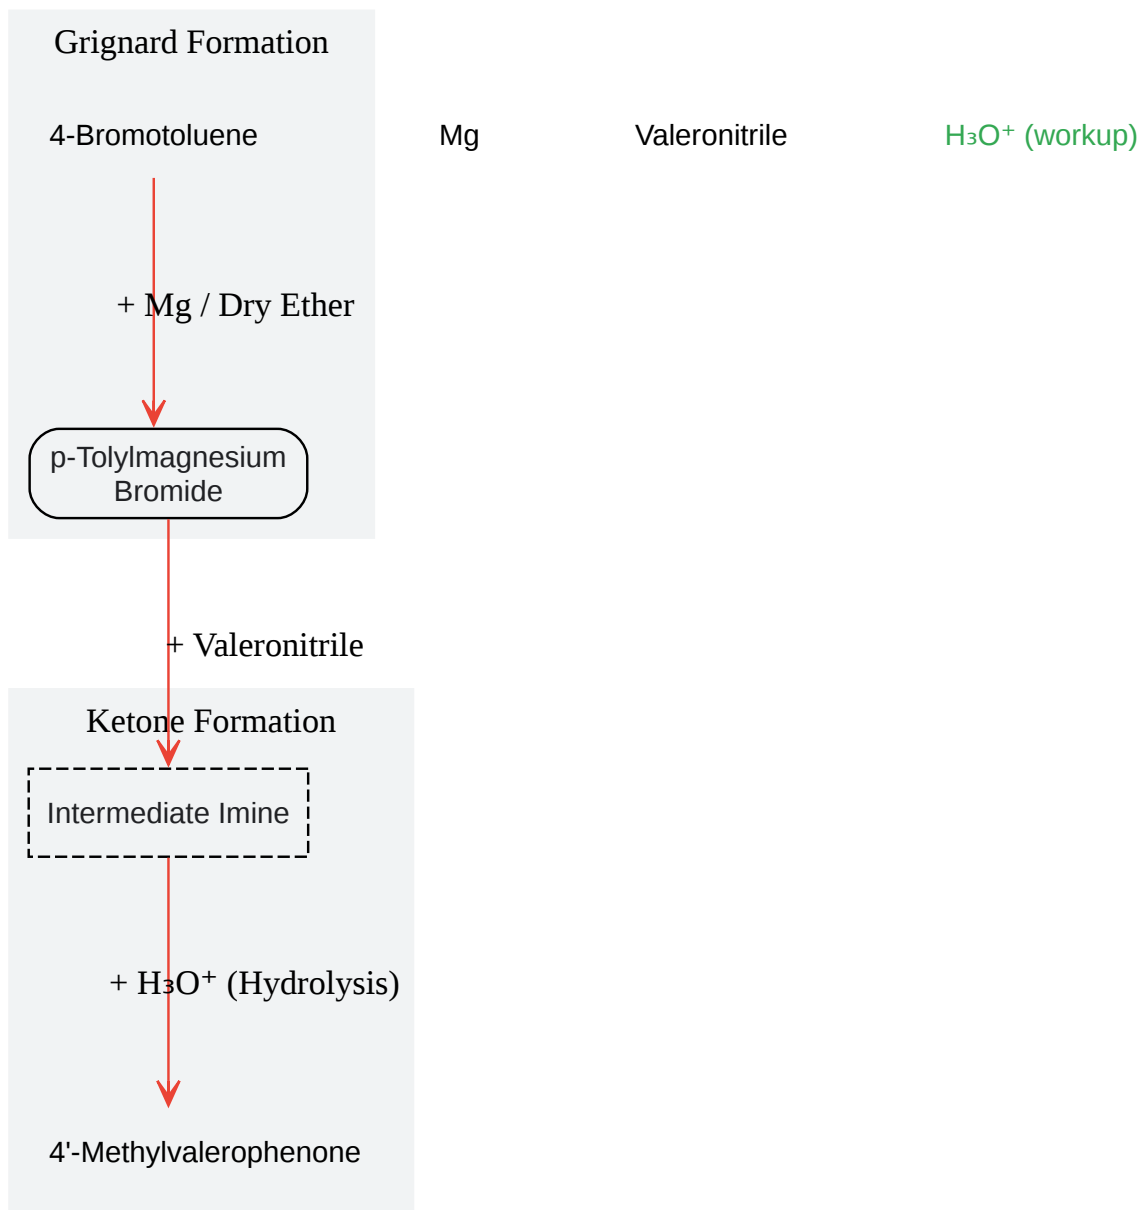 Grignard Formation
4-Bromotoluene
Mg
Valeronitrile
H₃O⁺ (workup)
+ Mg / Dry Ether
p-Tolylmagnesium
Bromide
+ Valeronitrile
Ketone Formation
Intermediate Imine
+ H₃O⁺ (Hydrolysis)
4'-Methylvalerophenone